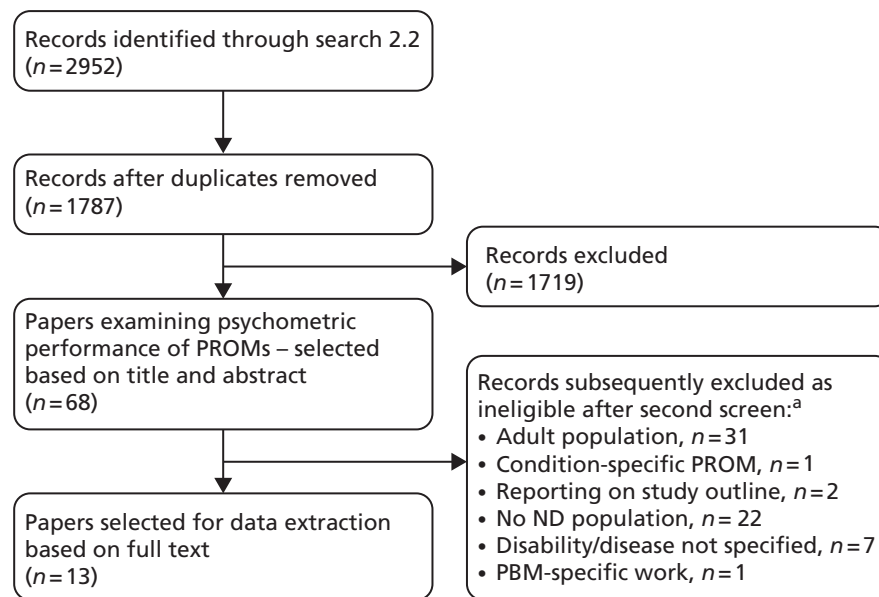 Records identified through search 2.2
(n=2952)
Records after duplicates removed
(n=1787)
Records excluded
(n=1719)
Papers examining psychometric
performance of PROMs – selected
based on title and abstract
(n=68)
Records subsequently excluded as
ineligible after second screen:ᵃ
• Adult population, n=31
• Condition-specific PROM, n=1
• Reporting on study outline, n=2
• No ND population, n=22
• Disability/disease not specified, n=7
• PBM-specific work, n=1
Papers selected for data extraction
based on full text
(n=13)